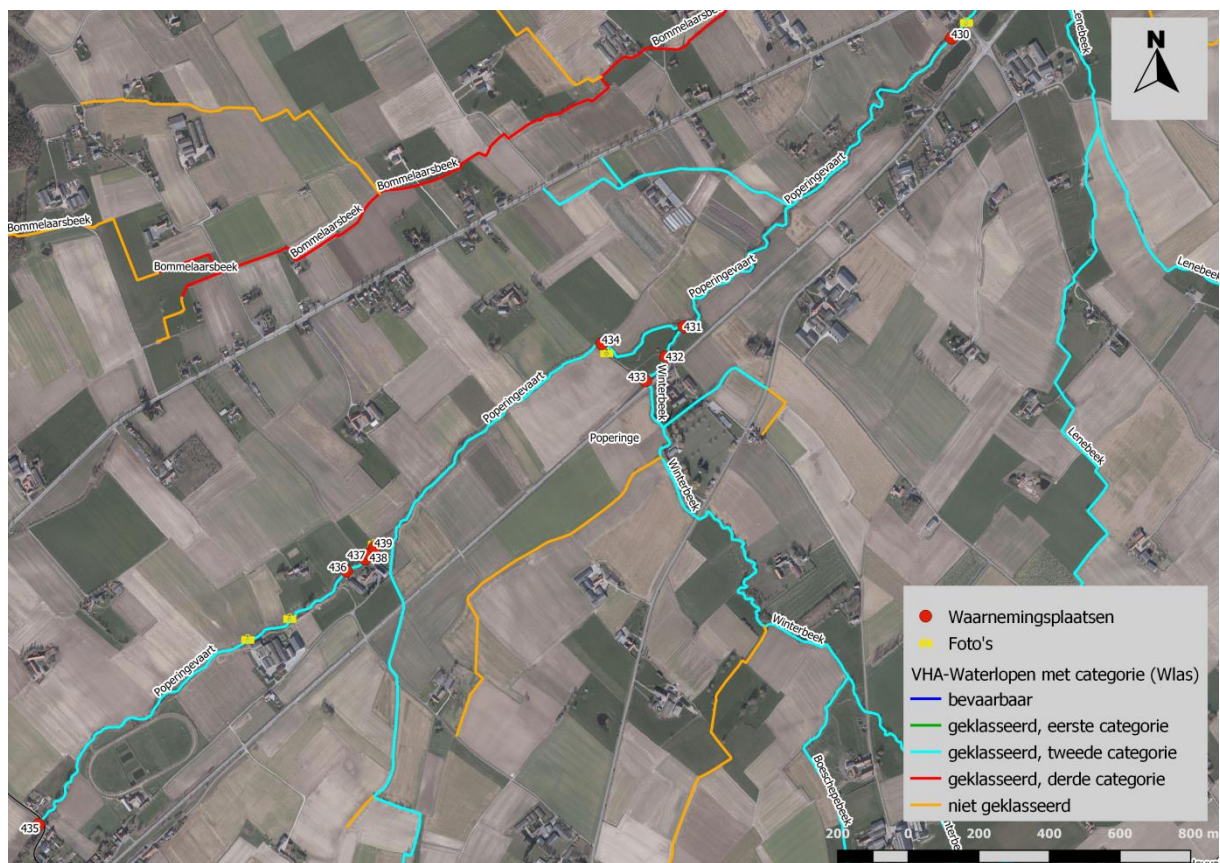 Bommelaarsbeek
Lenebeek
430
N
Bommelaarsbeek
Poperingevaart
Bommelaarsbeek
Bommelaarsbeek
Bommelaarsbeek
Poperingevaart
Lenebeek
431
434
432
433
Winterbeek
Poperingevaart
Poperinge
Lenebeek
Winterbeek
439
437
438
436
Winterbeek
Poperingevaart
Boeschepebeek
435
Waarnemingsplaatsen
Foto's
VHA-Waterlopen met categorie (Wlas)
bevaarbaar
geklasseerd, eerste categorie
geklasseerd, tweede categorie
geklasseerd, derde categorie
niet geklasseerd
200 0 200 400 600 800 m